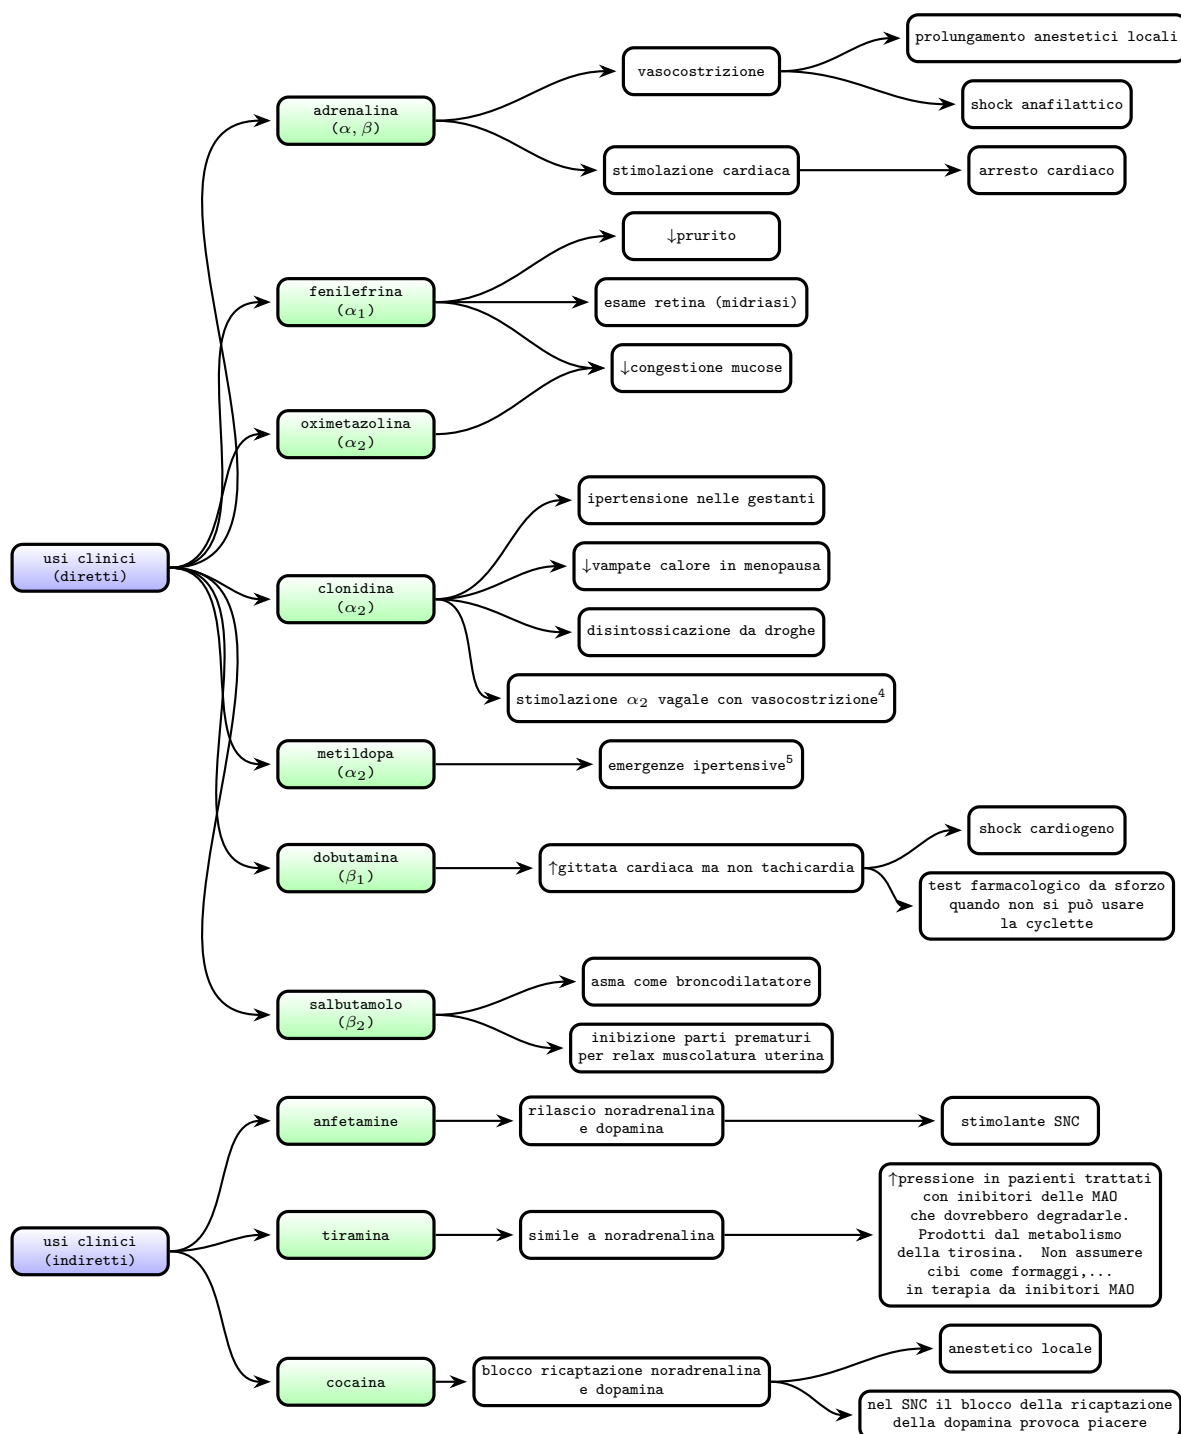 prolungamento anestetici locali
vasocostrizione
shock anafilattico
adrenalina
(α, β)
stimolazione cardiaca
arresto cardiaco
↓prurito
fenilefrina
(α₁)
esame retina (midriasi)
↓congestione mucose
oximetazolina
(α₂)
ipertensione nelle gestanti
usi clinici
(diretti)
↓vampate calore in menopausa
clonidina
(α₂)
disintossicazione da droghe
stimolazione α₂ vagale con vasocostrizione⁴
metildopa
(α₂)
emergenze ipertensive⁵
shock cardiogeno
dobutamina
(β₁)
↑gittata cardiaca ma non tachicardia
test farmacologico da sforzo
quando non si può usare
la cyclette
asma come broncodilatatore
salbutamolo
(β₂)
inibizione parti prematuri
per relax muscolatura uterina
anfetamine
rilascio noradrenalina
e dopamina
stimolante SNC
usi clinici
(indiretti)
tiramina
simile a noradrenalina
↑pressione in pazienti trattati
con inibitori delle MAO
che dovrebbero degradarle.
Prodotti dal metabolismo
della tirosina. Non assumere
cibi come formaggi,...
in terapia da inibitori MAO
anestetico locale
cocaina
blocco ricaptazione noradrenalina
e dopamina
nel SNC il blocco della ricaptazione
della dopamina provoca piacere